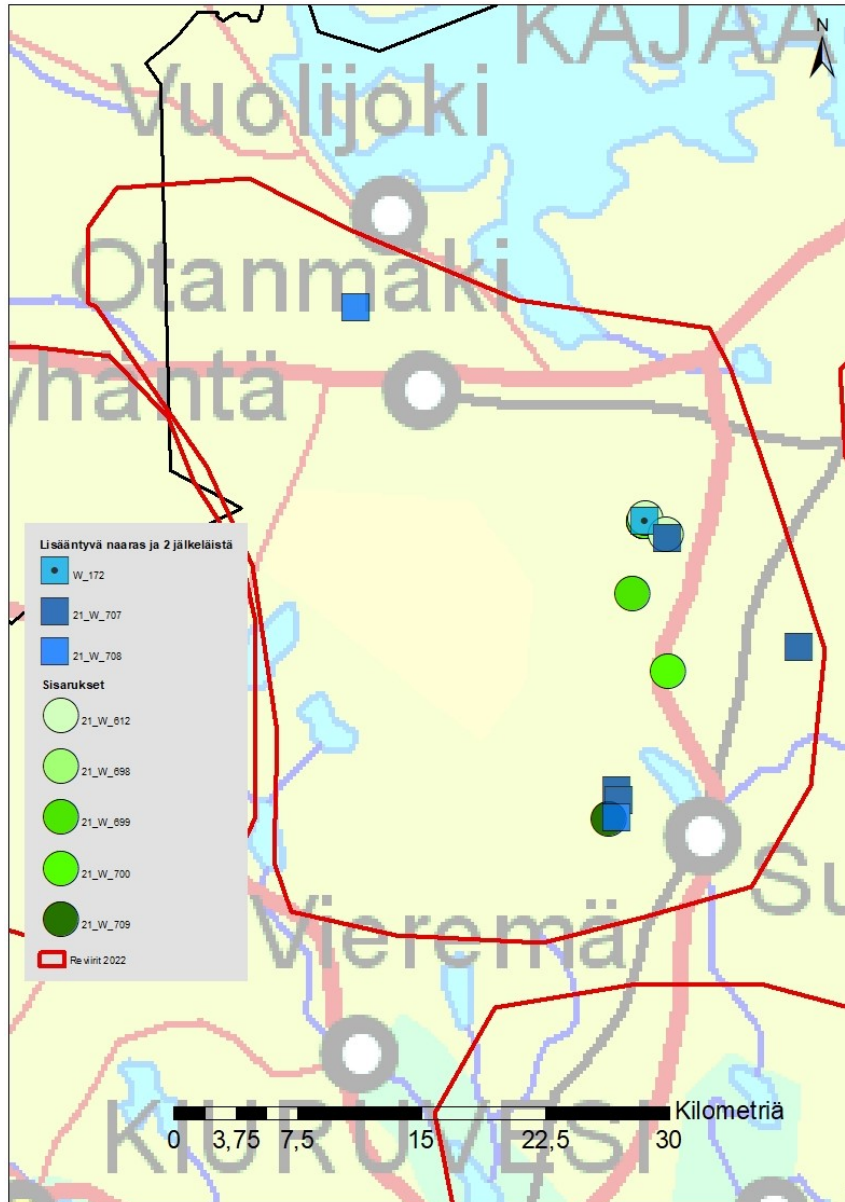 N
KAJAA
Vuolijoki
Otanmäki
yhäntä
Lisääntyvä naaras ja 2 jälkeläistä
W_172
21_W_707
21_W_708
Sisarukset
21_W_612
21_W_698
21_W_699
21_W_700
21_W_709
Reviirit 2022
Su
Vieremä
Kilometriä
0 3,75 7,5 15 22,5 30
KIURUVESI